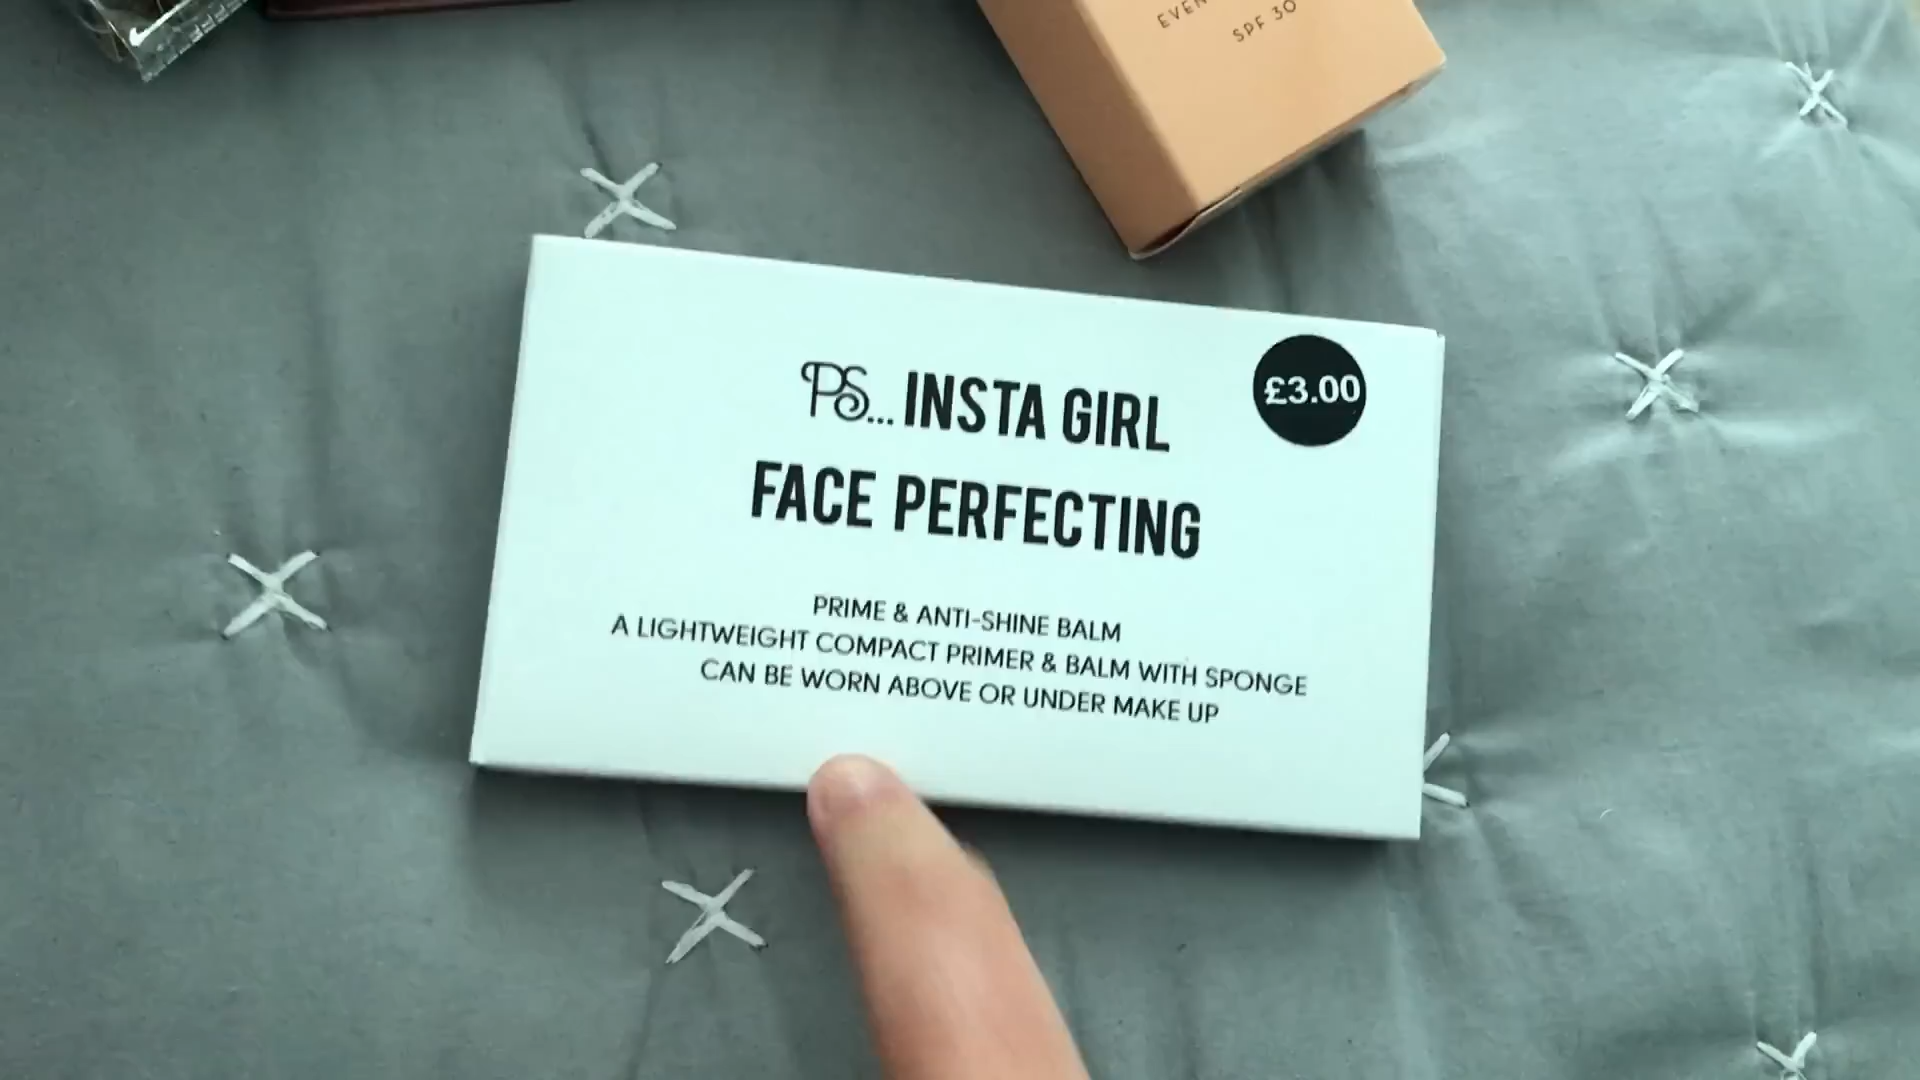 EVEN
SPF 30
PS... INSTA GIRL
£3.00
FACE PERFECTING
PRIME & ANTI-SHINE BALM
A LIGHTWEIGHT COMPACT PRIMER & BALM WITH SPONGE
CAN BE WORN ABOVE OR UNDER MAKE UP